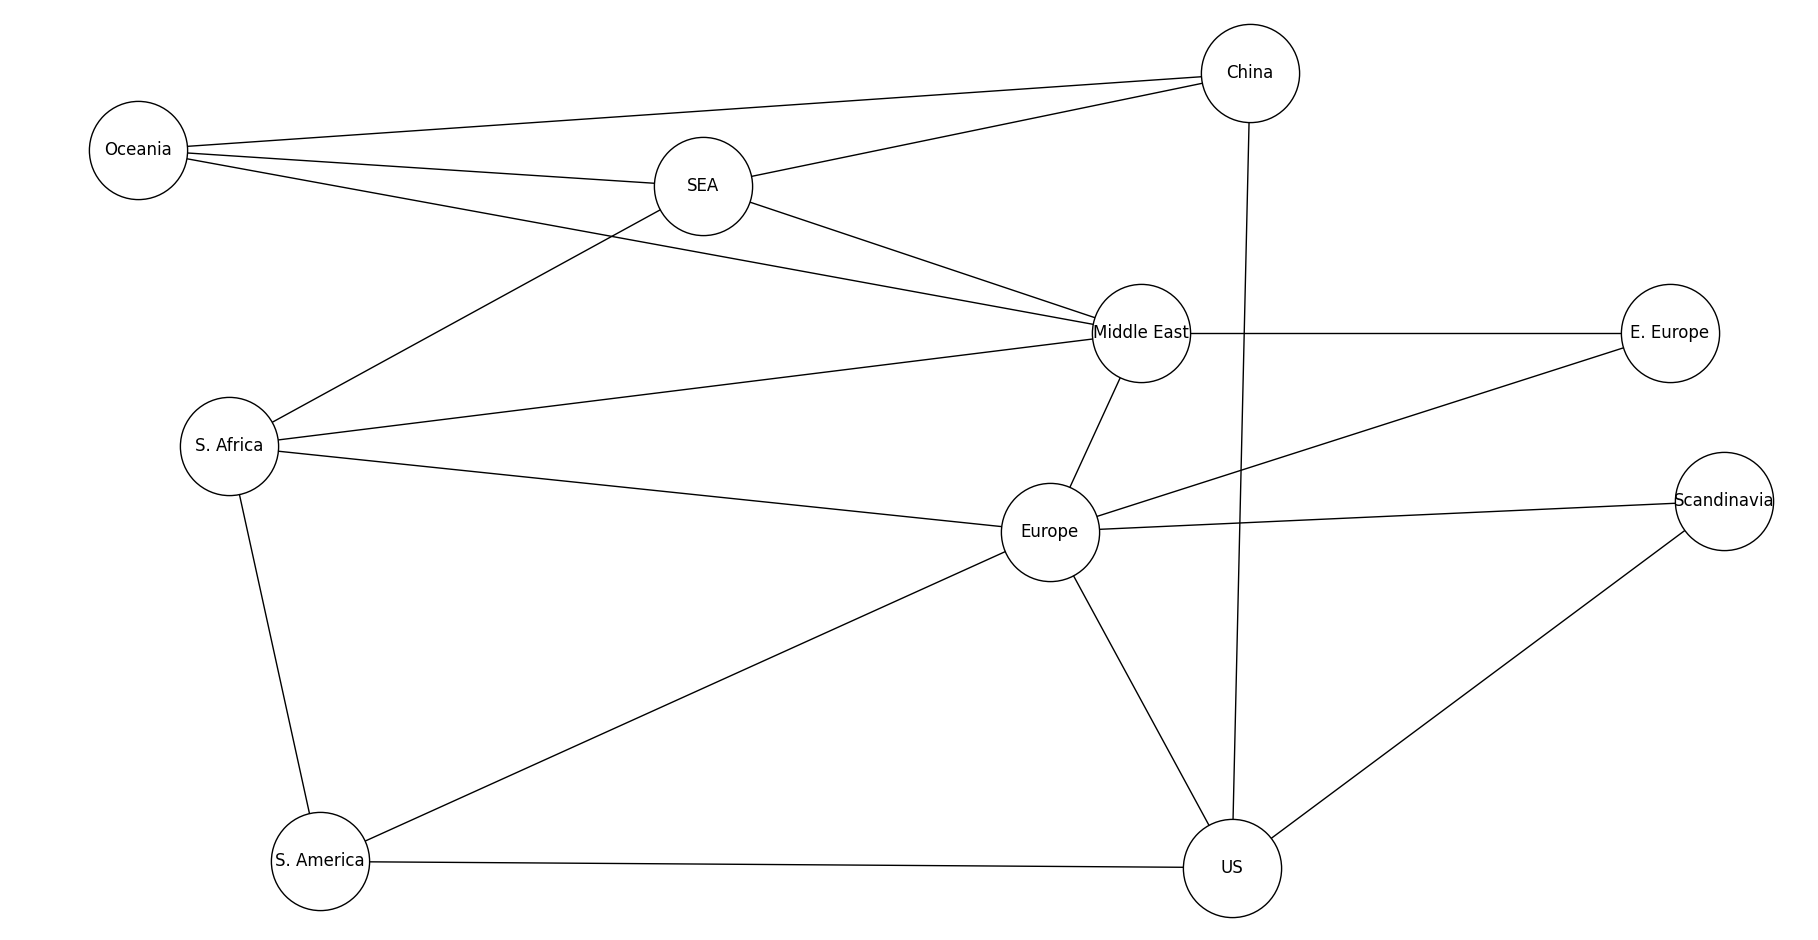 China
Oceania
SEA
Middle East
E. Europe
S. Africa
Scandinavia
Europe
S. America
US